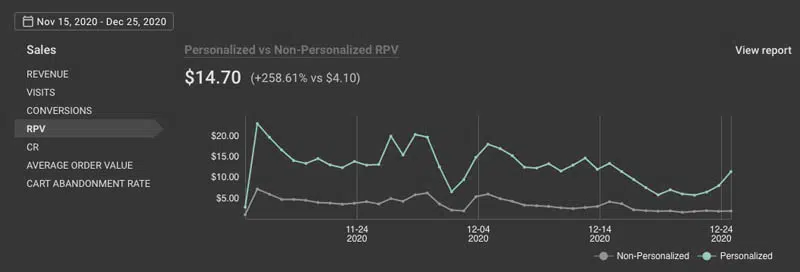 Nov 15, 2020 - Dec 25, 2020
Sales
REVENUE
VISITS
CONVERSIONS
RPV
CR
AVERAGE ORDER VALUE
CART ABANDONMENT RATE
Personalized vs Non-Personalized RPV
View report
$14.70 (+258.61% vs $4.10)
$20.00
$15.00
$10.00
$5.00
11-24
2020
12-04
2020
12-14
2020
12-24
2020
Non-Personalized Personalized